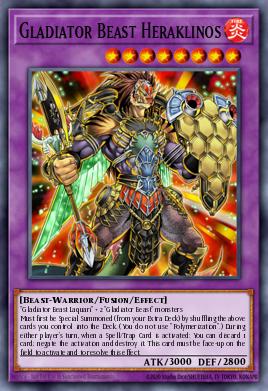 GLADIATOR BEAST HERAKLINOS
炎
[BEAST-WARRIOR/FUSION/EFFECT]
"Gladiator Beast Laquari" + 2 "Gladiator Beast" monsters
Must first be Special Summoned (from your Extra Deck) by shuffling the above
cards you control into the Deck. (You do not use "Polymerization".) During
either player's turn, when a Spell/Trap Card is activated: You can discard 1
card; negate the activation and destroy it. This card must be face-up on the
field to activate and to resolve this effect.
ATK/3000 DEF/2800